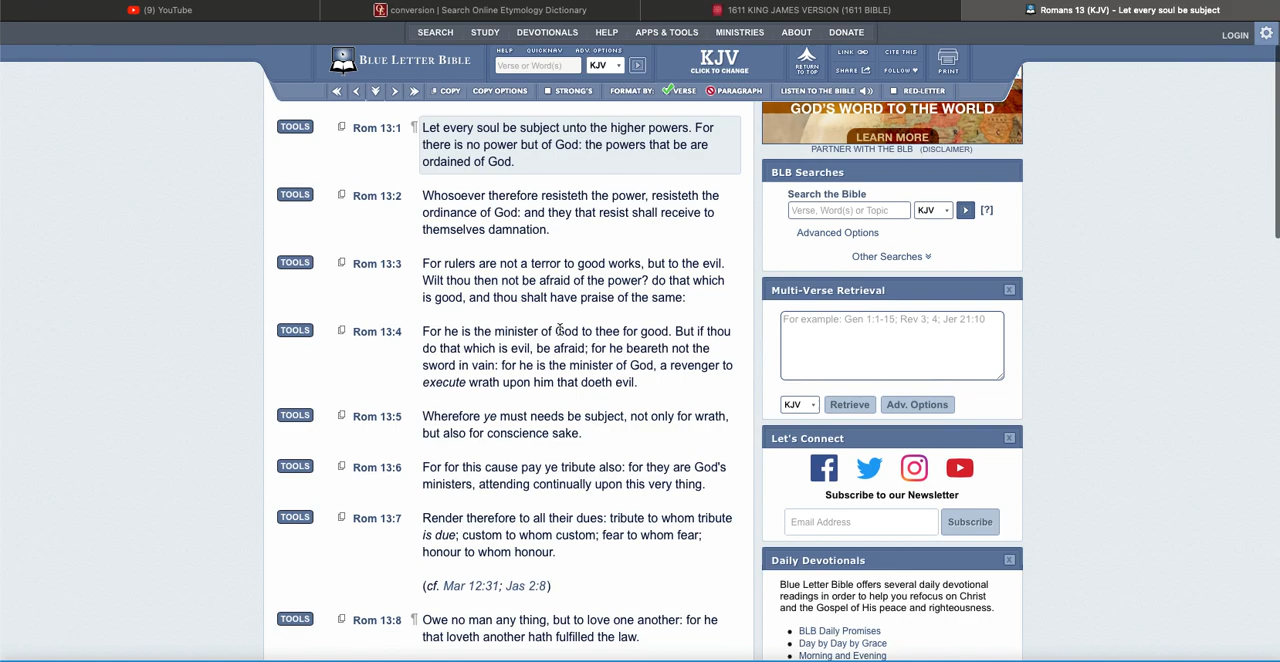 (9) YouTube
conversion | Search Online Etymology Dictionary
1611 KING JAMES VERSION (1611 BIBLE)
Romans 13 (KJV) - Let every soul be subject
SEARCH STUDY DEVOTIONALS HELP APPS & TOOLS MINISTRIES ABOUT DONATE
LOGIN
BLUE LETTER BIBLE
HELP QUICKNAV ADV. OPTIONS
Verse or Word(s) KJV
KJV
CLICK TO CHANGE
RETURN
TO TOP
LINK CITE THIS
SHARE FOLLOW
PRINT
COPY COPY OPTIONS STRONG'S FORMAT BY: VERSE PARAGRAPH LISTEN TO THE BIBLE RED-LETTER
TOOLS Rom 13:1 ¶ Let every soul be subject unto the higher powers. For
there is no power but of God: the powers that be are
ordained of God.
TOOLS Rom 13:2 Whosoever therefore resisteth the power, resisteth the
ordinance of God: and they that resist shall receive to
themselves damnation.
TOOLS Rom 13:3 For rulers are not a terror to good works, but to the evil.
Wilt thou then not be afraid of the power? do that which
is good, and thou shalt have praise of the same:
TOOLS Rom 13:4 For he is the minister of God to thee for good. But if thou
do that which is evil, be afraid; for he beareth not the
sword in vain: for he is the minister of God, a revenger to
execute wrath upon him that doeth evil.
TOOLS Rom 13:5 Wherefore ye must needs be subject, not only for wrath,
but also for conscience sake.
TOOLS Rom 13:6 For for this cause pay ye tribute also: for they are God's
ministers, attending continually upon this very thing.
TOOLS Rom 13:7 Render therefore to all their dues: tribute to whom tribute
is due; custom to whom custom; fear to whom fear;
honour to whom honour.
(cf. Mar 12:31; Jas 2:8)
TOOLS Rom 13:8 ¶ Owe no man any thing, but to love one another: for he
that loveth another hath fulfilled the law.
GOD'S WORD TO THE WORLD
LEARN MORE
PARTNER WITH THE BLB (DISCLAIMER)
BLB Searches
Search the Bible
Verse, Word(s) or Topic KJV [?]
Advanced Options
Other Searches
Multi-Verse Retrieval
For example: Gen 1:1-15; Rev 3; 4; Jer 21:10
KJV Retrieve Adv. Options
Let's Connect
Subscribe to our Newsletter
Email Address Subscribe
Daily Devotionals
Blue Letter Bible offers several daily devotional
readings in order to help you refocus on Christ
and the Gospel of His peace and righteousness.
BLB Daily Promises
Day by Day by Grace
Morning and Evening